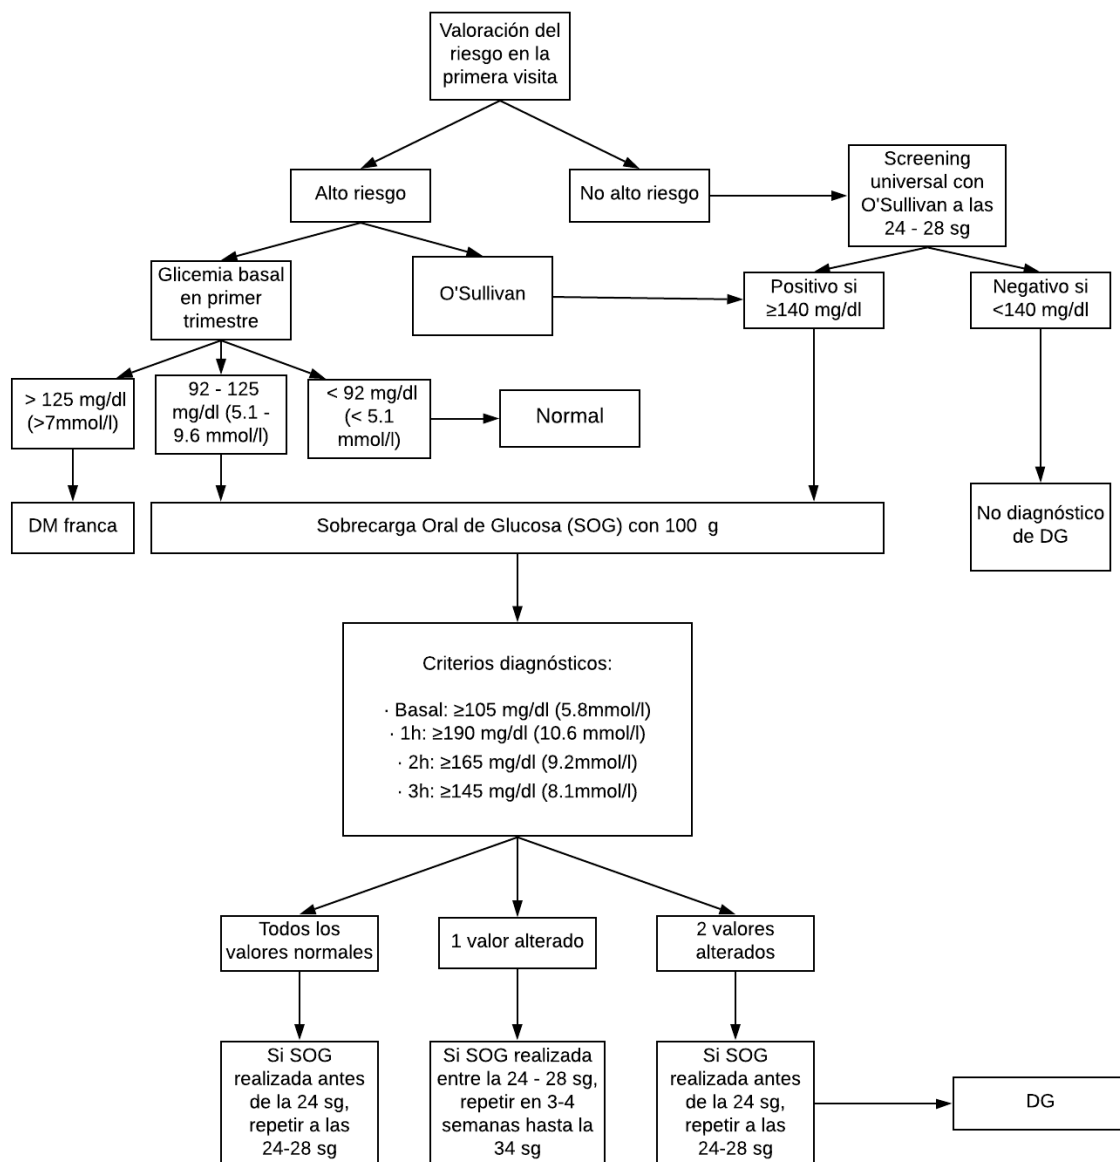 Valoración del
riesgo en la
primera visita
Alto riesgo
No alto riesgo
Screening
universal con
O'Sullivan a las
24 - 28 sg
Glicemia basal
en primer
trimestre
O'Sullivan
Positivo si
≥140 mg/dl
Negativo si
<140 mg/dl
> 125 mg/dl
(>7mmol/l)
92 - 125
mg/dl (5.1 -
9.6 mmol/l)
< 92 mg/dl
(< 5.1
mmol/l)
Normal
DM franca
Sobrecarga Oral de Glucosa (SOG) con 100 g
No diagnóstico
de DG
Criterios diagnósticos:
· Basal: ≥105 mg/dl (5.8mmol/l)
· 1h: ≥190 mg/dl (10.6 mmol/l)
· 2h: ≥165 mg/dl (9.2mmol/l)
· 3h: ≥145 mg/dl (8.1mmol/l)
Todos los
valores normales
1 valor alterado
2 valores
alterados
Si SOG
realizada antes
de la 24 sg,
repetir a las
24-28 sg
Si SOG realizada
entre la 24 - 28 sg,
repetir en 3-4
semanas hasta la
34 sg
Si SOG
realizada antes
de la 24 sg,
repetir a las
24-28 sg
DG